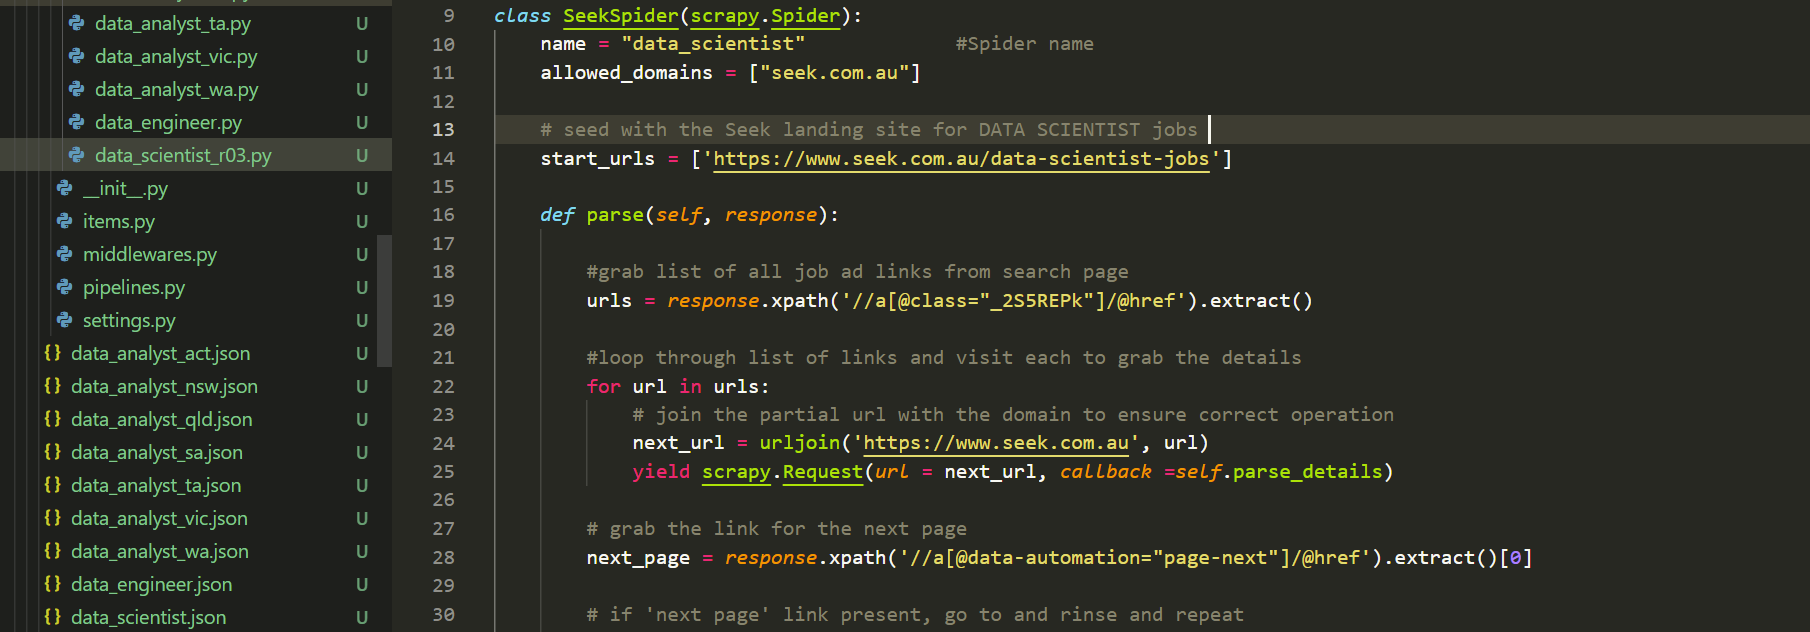 data_analyst_ta.py U
data_analyst_vic.py U
data_analyst_wa.py U
data_engineer.py U
data_scientist_r03.py U
__init__.py U
items.py U
middlewares.py U
pipelines.py U
settings.py U
{} data_analyst_act.json U
{} data_analyst_nsw.json U
{} data_analyst_qld.json U
{} data_analyst_sa.json U
{} data_analyst_ta.json U
{} data_analyst_vic.json U
{} data_analyst_wa.json U
{} data_engineer.json U
{} data_scientist.json U
9 class SeekSpider(scrapy.Spider):
10     name = "data_scientist"             #Spider name
11     allowed_domains = ["seek.com.au"]
12
13     # seed with the Seek landing site for DATA SCIENTIST jobs
14     start_urls = ['https://www.seek.com.au/data-scientist-jobs']
15
16     def parse(self, response):
17
18         #grab list of all job ad links from search page
19         urls = response.xpath('//a[@class="_2S5REPk"]/@href').extract()
20
21         #loop through list of links and visit each to grab the details
22         for url in urls:
23             # join the partial url with the domain to ensure correct operation
24             next_url = urljoin('https://www.seek.com.au', url)
25             yield scrapy.Request(url = next_url, callback =self.parse_details)
26
27         # grab the link for the next page
28         next_page = response.xpath('//a[@data-automation="page-next"]/@href').extract()[0]
29
30         # if 'next page' link present, go to and rinse and repeat